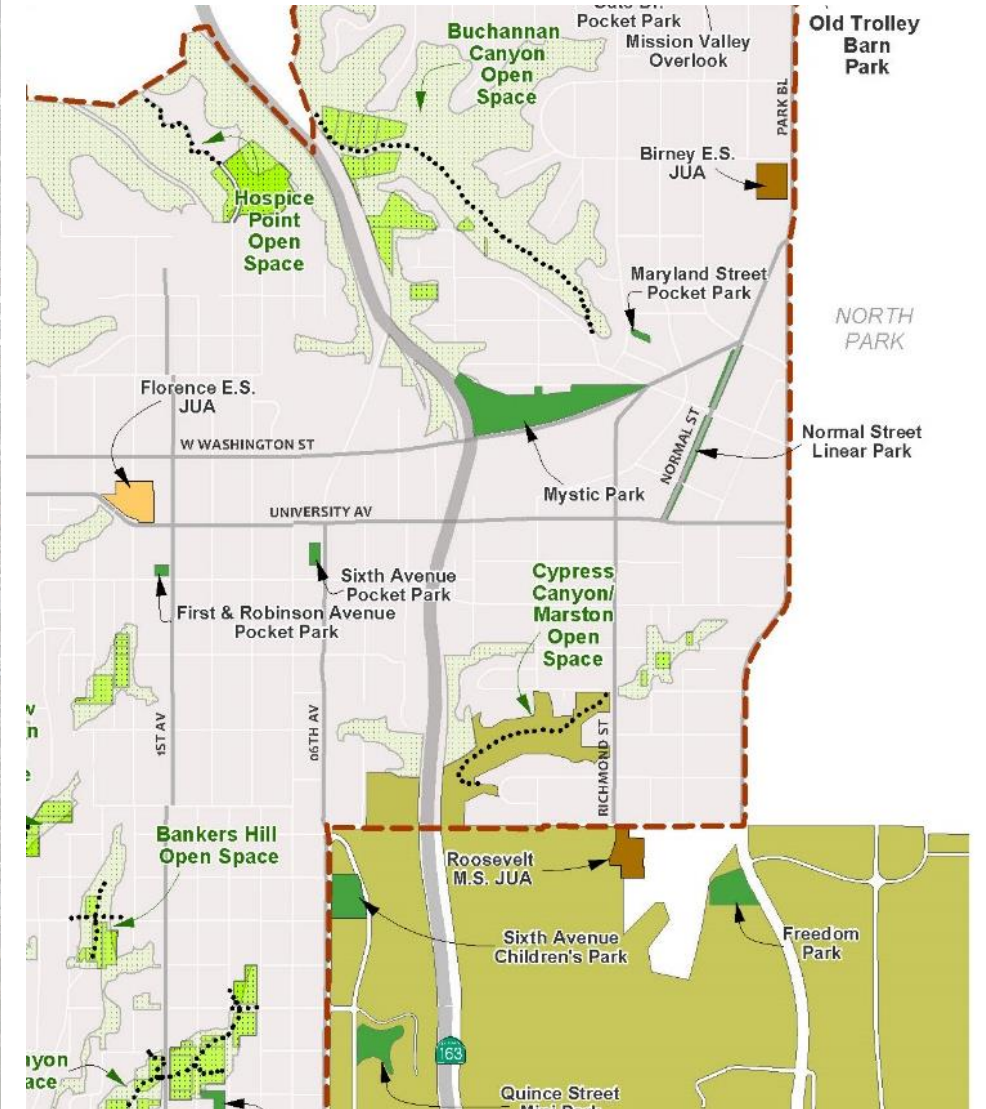 Pocket Park
Mission Valley
Overlook
Old Trolley
Barn
Park
Buchannan
Canyon
Open
Space
PARK BL
Birney E.S.
JUA
Hospice
Point
Open
Space
Maryland Street
Pocket Park
NORTH
PARK
Florence E.S.
JUA
W WASHINGTON ST
NORMAL ST
Normal Street
Linear Park
Mystic Park
UNIVERSITY AV
Sixth Avenue
Pocket Park
First & Robinson Avenue
Pocket Park
Cypress
Canyon/
Marston
Open
Space
1ST AV
06TH AV
RICHMOND ST
Bankers Hill
Open Space
Roosevelt
M.S. JUA
Sixth Avenue
Children's Park
Freedom
Park
163
Quince Street